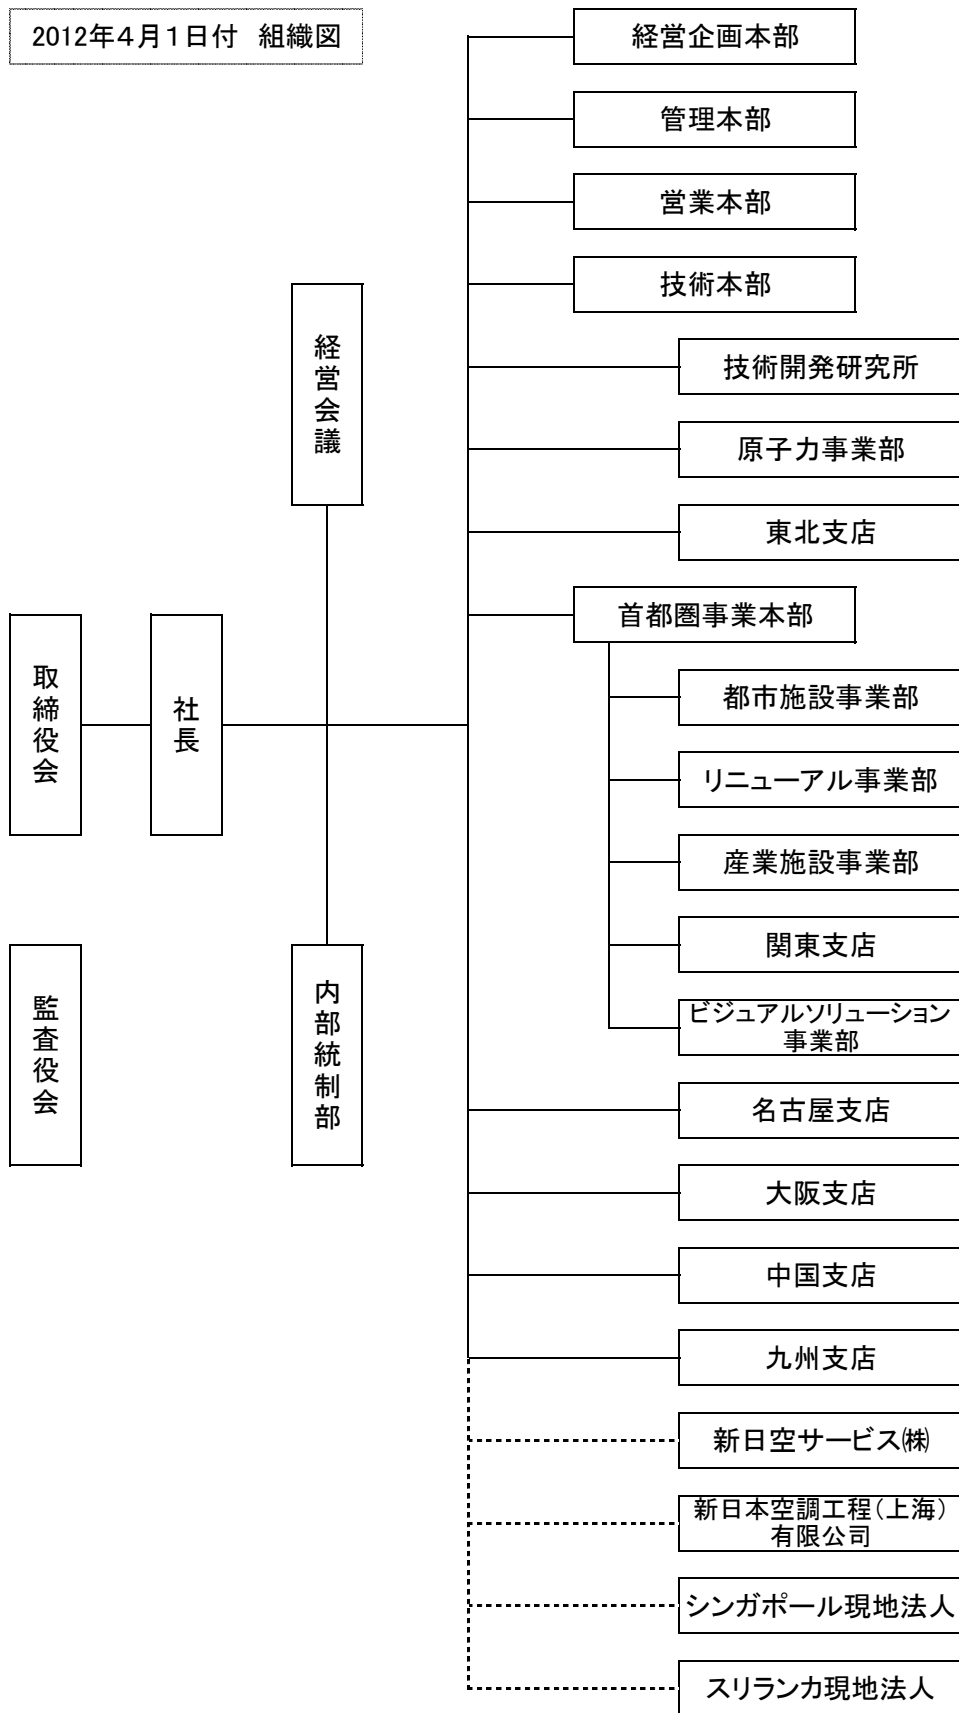 2012年４月１日付　組織図
経営企画本部
管理本部
営業本部
技術本部
経営会議
技術開発研究所
原子力事業部
東北支店
首都圏事業本部
取締役会
社長
都市施設事業部
リニューアル事業部
産業施設事業部
関東支店
監査役会
内部統制部
ビジュアルソリューション
事業部
名古屋支店
大阪支店
中国支店
九州支店
新日空サービス㈱
新日本空調工程（上海）
有限公司
シンガポール現地法人
スリランカ現地法人